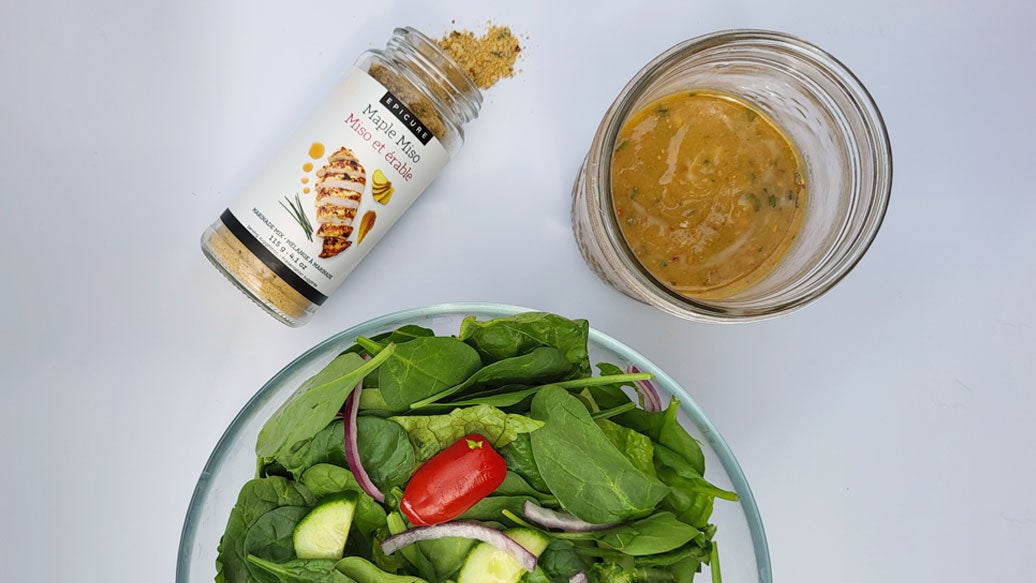 EPICURE
Maple Miso
Miso et érable
MARINADE MIX • MÉLANGE À MARINADE
115 g • 4.1 oz